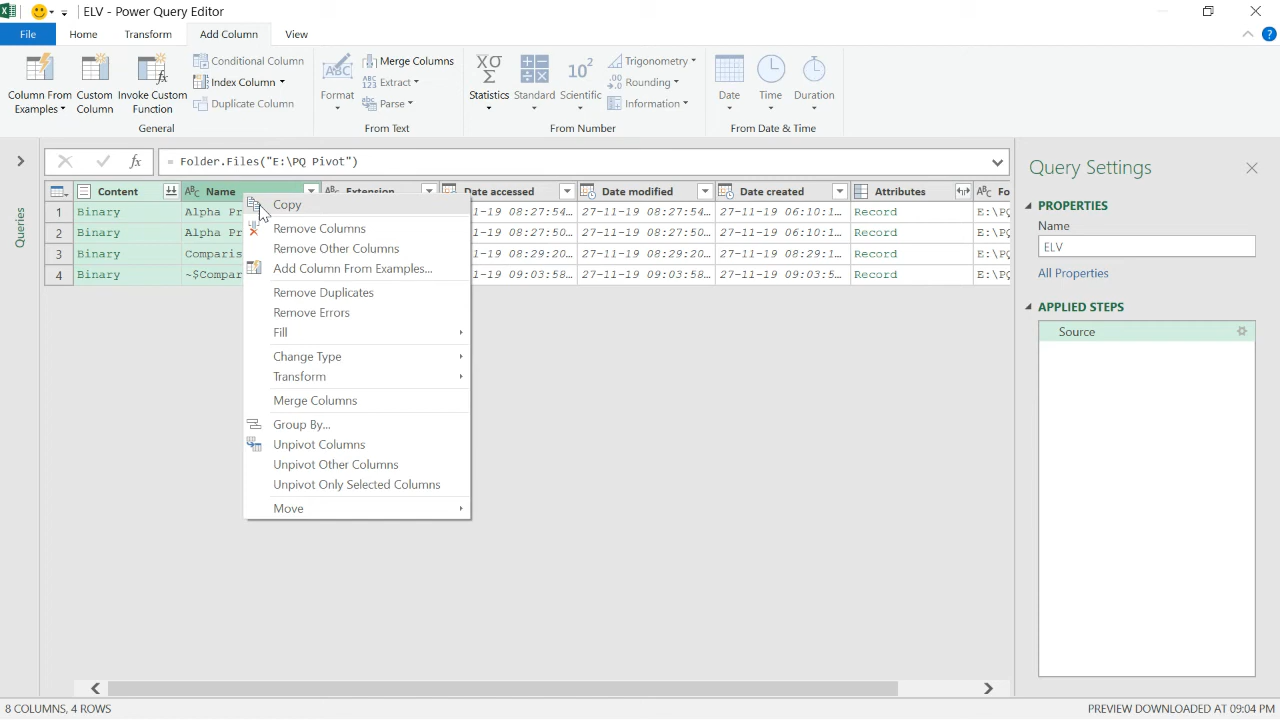 ELV - Power Query Editor
File Home Transform Add Column View
Column From Examples
Custom Column
Invoke Custom Function
Conditional Column
Index Column
Duplicate Column
General
Format
Merge Columns
Extract
Parse
From Text
Statistics
Standard
Scientific
Trigonometry
Rounding
Information
From Number
Date
Time
Duration
From Date & Time
= Folder.Files("E:\PQ Pivot")
Queries
Content Name Extension Date accessed Date modified Date created Attributes Fo
1 Binary Alpha Pr 1-19 08:27:54... 27-11-19 08:27:54... 27-11-19 06:10:1... Record E:\PQ
2 Binary Alpha Pr 1-19 08:27:54... 27-11-19 08:27:54... 27-11-19 06:10:1... Record E:\PQ
3 Binary Comparis 1-19 08:29:20... 27-11-19 08:29:20... 27-11-19 08:29:1... Record E:\PQ
4 Binary ~$Compar 1-19 09:03:58... 27-11-19 09:03:58... 27-11-19 09:03:5... Record E:\PQ
Copy
Remove Columns
Remove Other Columns
Add Column From Examples...
Remove Duplicates
Remove Errors
Fill
Change Type
Transform
Merge Columns
Group By...
Unpivot Columns
Unpivot Other Columns
Unpivot Only Selected Columns
Move
Query Settings
PROPERTIES
Name
ELV
All Properties
APPLIED STEPS
Source
8 COLUMNS, 4 ROWS
PREVIEW DOWNLOADED AT 09:04 PM